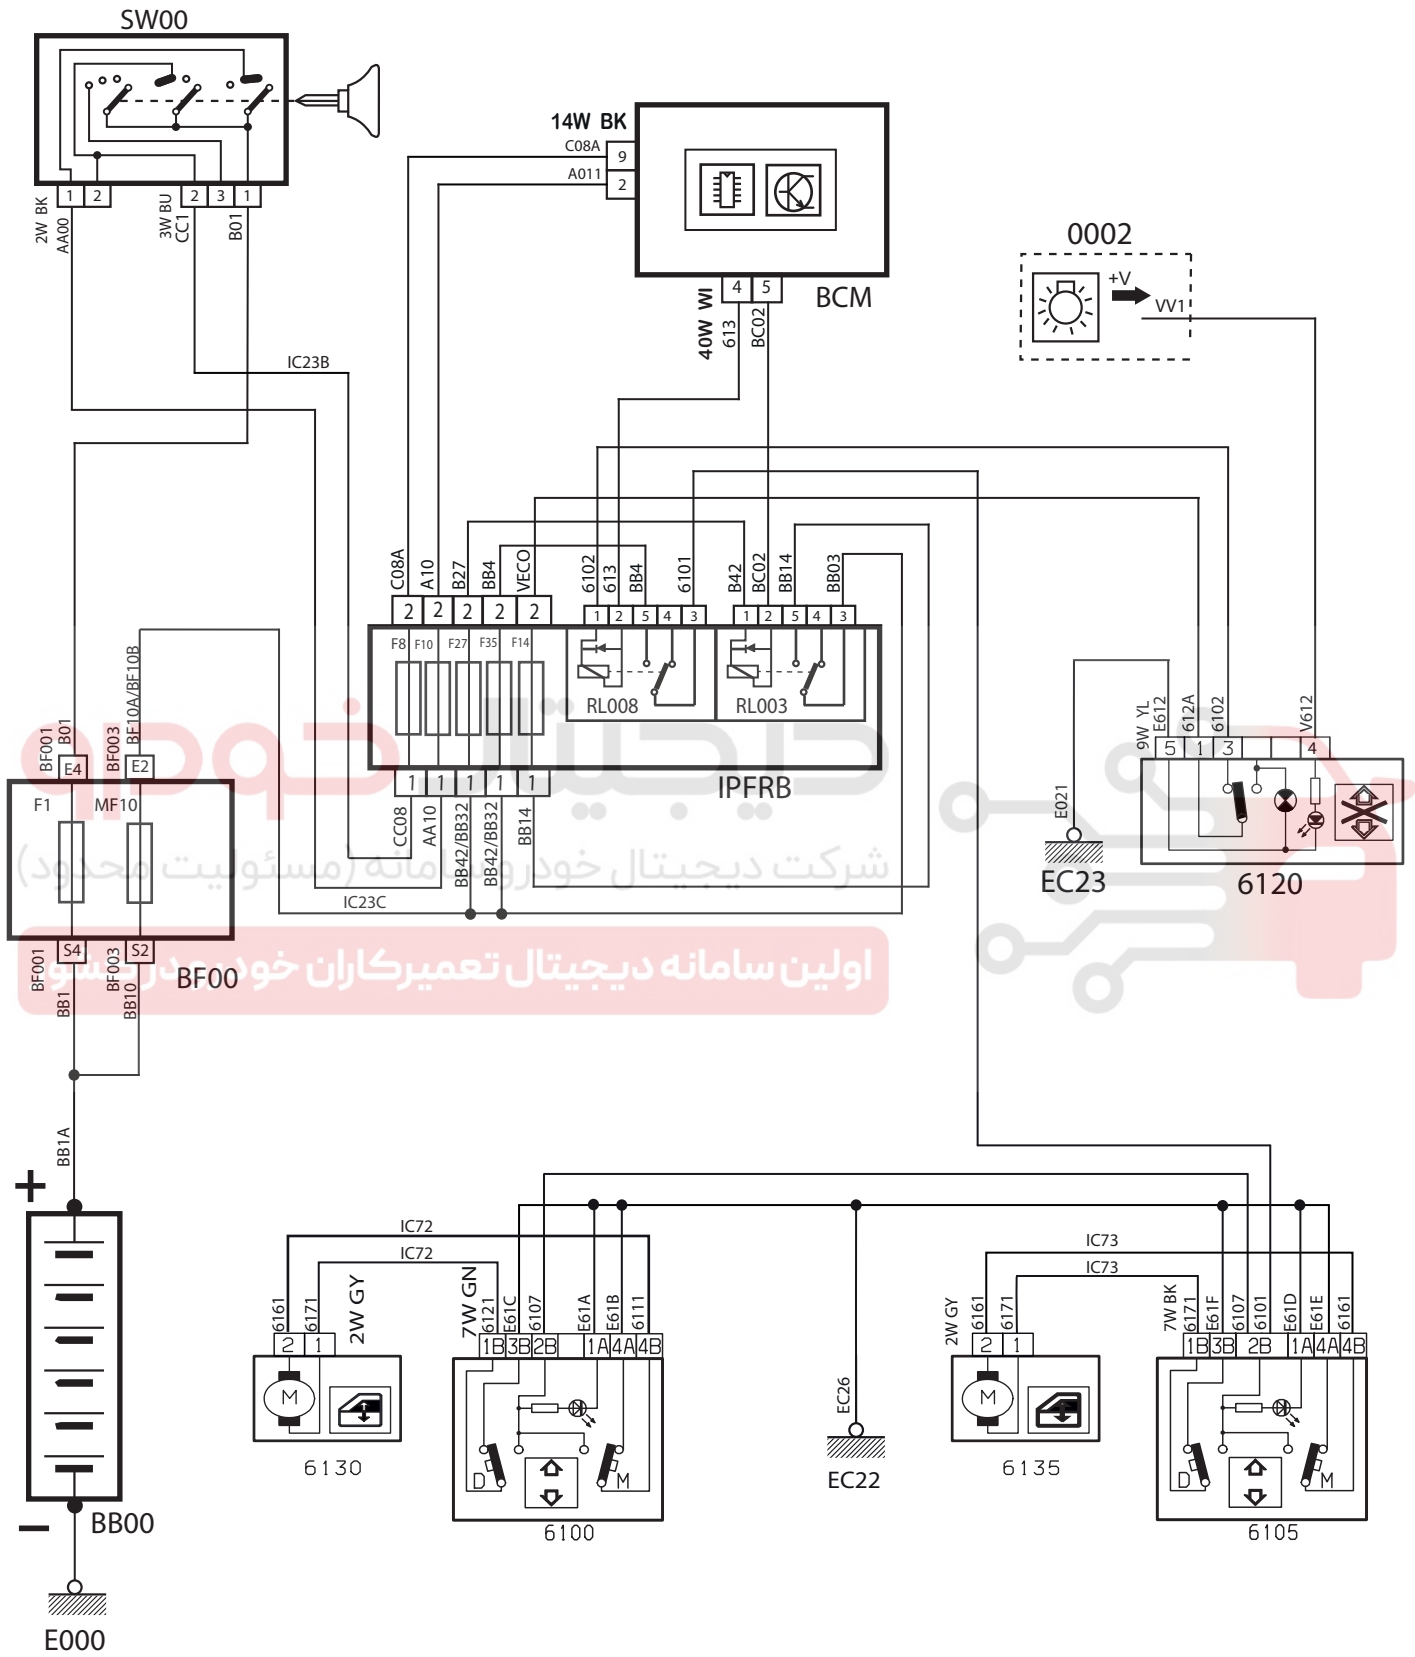 SW00
1 2
2 3 1
2W BK
AA00
3W BU
CC1
B01
14W BK
C08A
9
A011
2
BCM
4 5
40W WI
613
BC02
0002
+V
VV1
IC23B
C08A
A10
B27
BB4
VECO
6102
613
BB4
6101
B42
BC02
BB14
BB03
2 2 2 2 2
1 2 5 4 3
1 2 5 4 3
F8 F10 F27 F35 F14
RL008
RL003
IPFRB
1 1 1 1 1
CC08
AA10
BB42/BB32
BB42/BB32
BB14
IC23C
BF001
B01
BF003
BF10A/BF10B
E4
E2
F1
MF10
S4
S2
BF00
BF001
BB1
BF003
BB10
BB1A
9W YL
E612
612A
6102
V612
5 1 3 4
6120
E021
EC23
دیجیتال خودرو
شرکت دیجیتال خودرو سامانه (مسئولیت محدود)
اولین سامانه دیجیتال تعمیرکاران خودرو در کشور
+
−
BB00
E000
IC72
IC72
6161
6171
2W GY
2 1
M
6130
7W GN
6121
E61C
6107
E61A
E61B
6111
1B 3B 2B 1A 4A 4B
D
M
6100
EC26
EC22
IC73
IC73
2W GY
6161
6171
2 1
M
6135
7W BK
6171
E61F
6107
6101
E61D
E61E
6161
1B 3B 2B 1A 4A 4B
D
M
6105